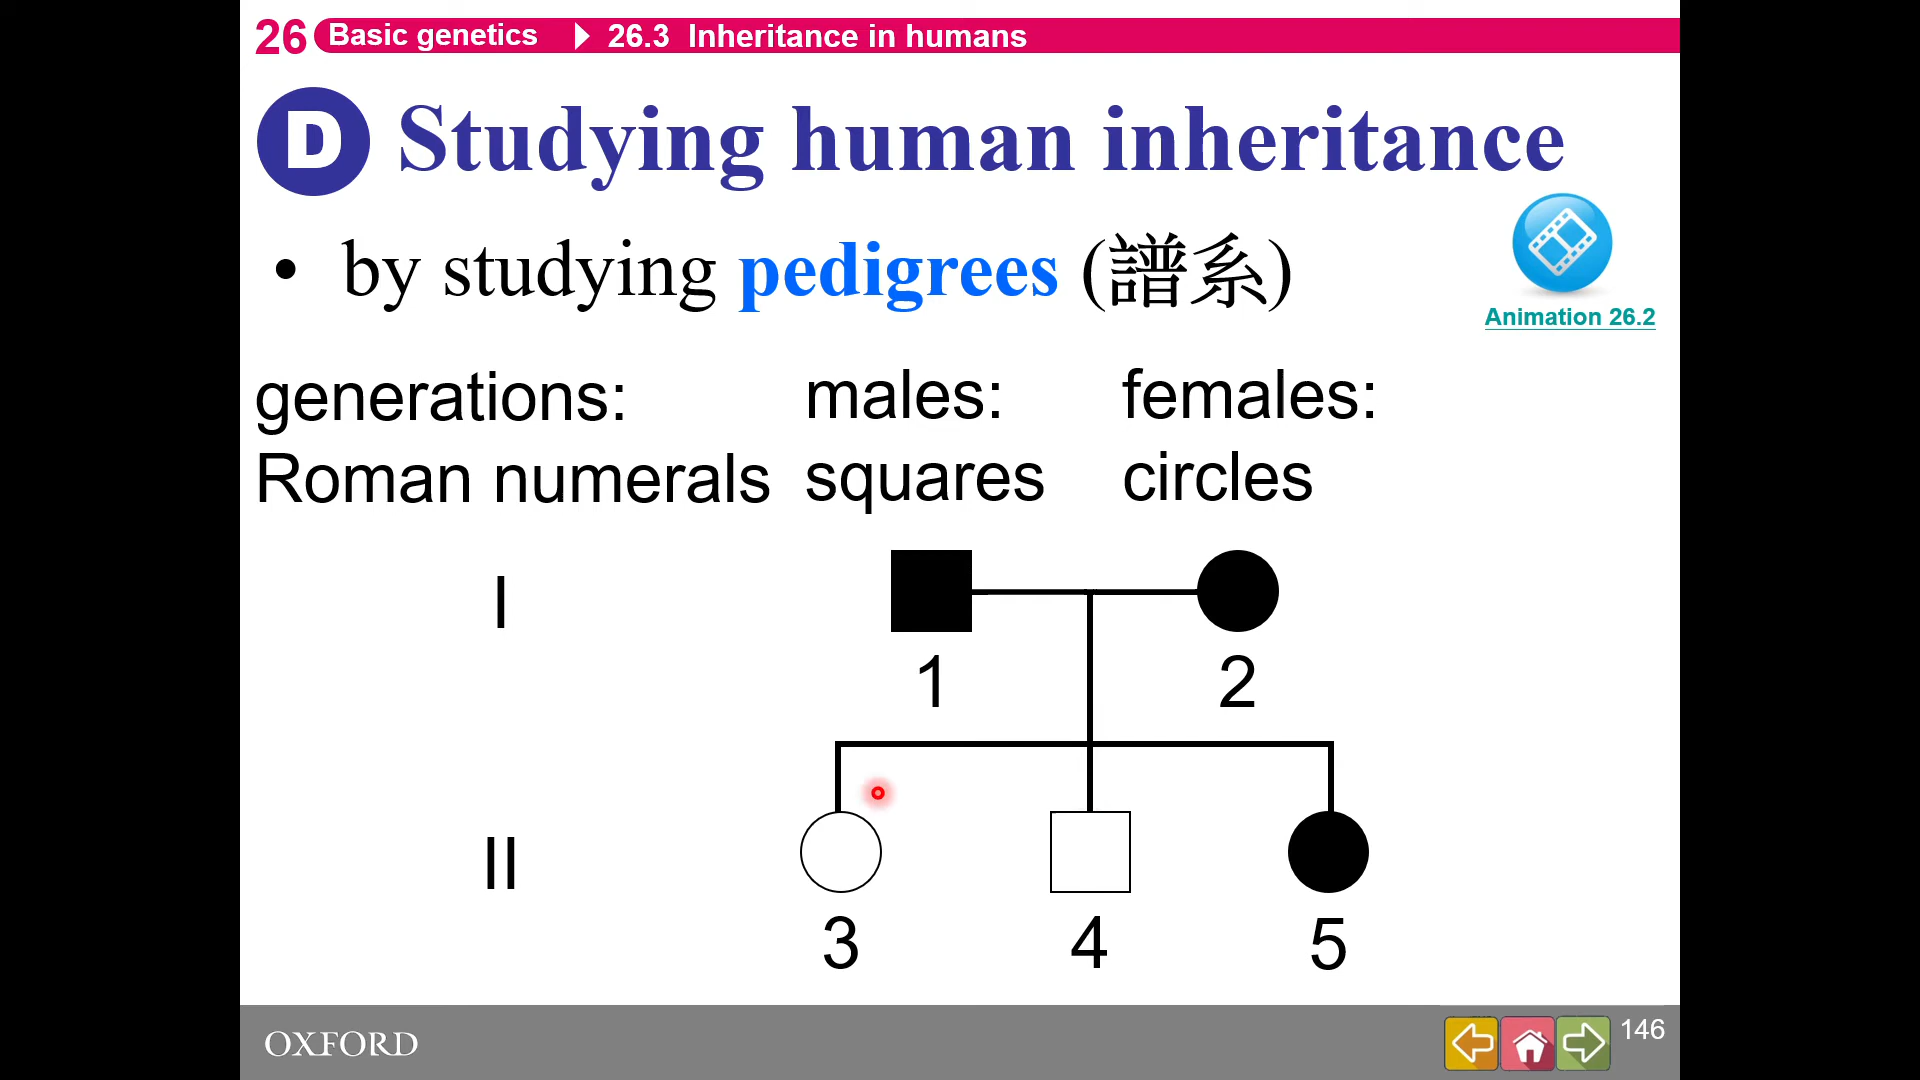 26 Basic genetics 26.3 Inheritance in humans
D Studying human inheritance
• by studying pedigrees (譜系)
Animation 26.2
generations: males: females:
Roman numerals squares circles
I
1 2
II
3 4 5
OXFORD
146